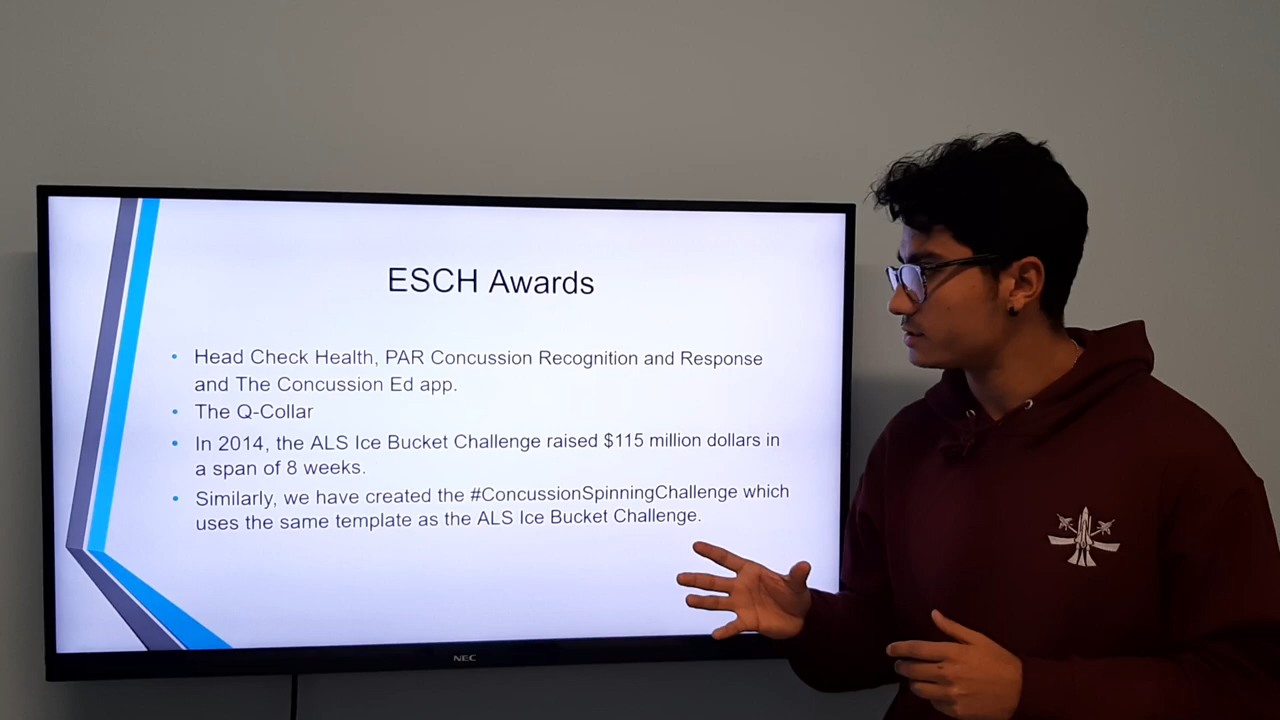 ESCH Awards
• Head Check Health, PAR Concussion Recognition and Response
and The Concussion Ed app.
• The Q-Collar
• In 2014, the ALS Ice Bucket Challenge raised $115 million dollars in
a span of 8 weeks.
• Similarly, we have created the #ConcussionSpinningChallenge which
uses the same template as the ALS Ice Bucket Challenge.
NEC